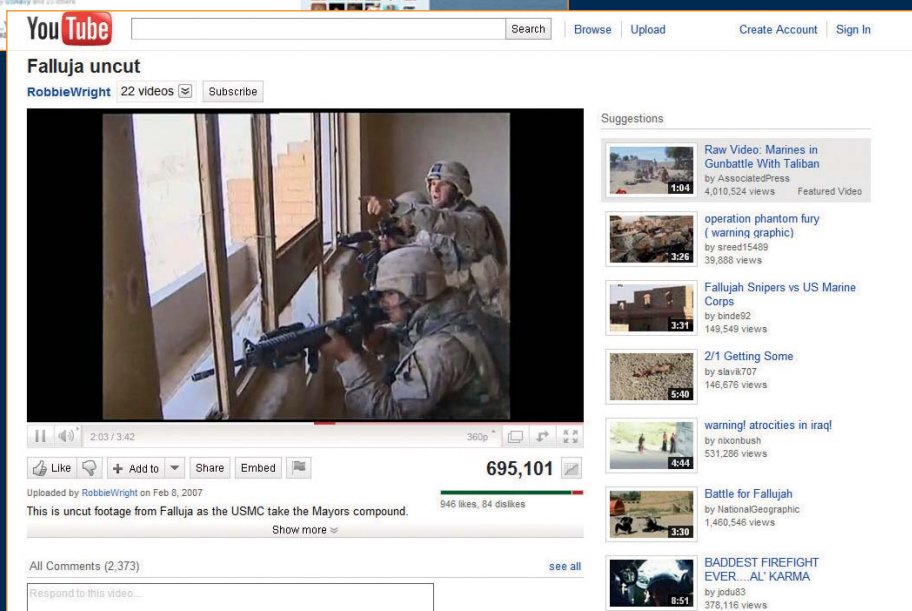 by USNavy and 23 others
YouTube
Search
Browse
Upload
Create Account
Sign In
Falluja uncut
RobbieWright
22 videos
Subscribe
2:03 / 3:42
360p
Like
+ Add to
Share
Embed
695,101
Uploaded by RobbieWright on Feb 8, 2007
946 likes, 84 dislikes
This is uncut footage from Falluja as the USMC take the Mayors compound.
Show more
All Comments (2,373)
see all
Respond to this video...
Suggestions
1:04
Raw Video: Marines in
Gunbattle With Taliban
by AssociatedPress
4,010,524 views
Featured Video
3:26
operation phantom fury
( warning graphic)
by sreed15489
39,888 views
3:31
Fallujah Snipers vs US Marine
Corps
by binde92
149,549 views
5:40
2/1 Getting Some
by slavik707
146,676 views
4:44
warning! atrocities in iraq!
by nixonbush
531,286 views
3:30
Battle for Fallujah
by NationalGeographic
1,460,546 views
8:51
BADDEST FIREFIGHT
EVER....AL' KARMA
by jodu83
378,116 views